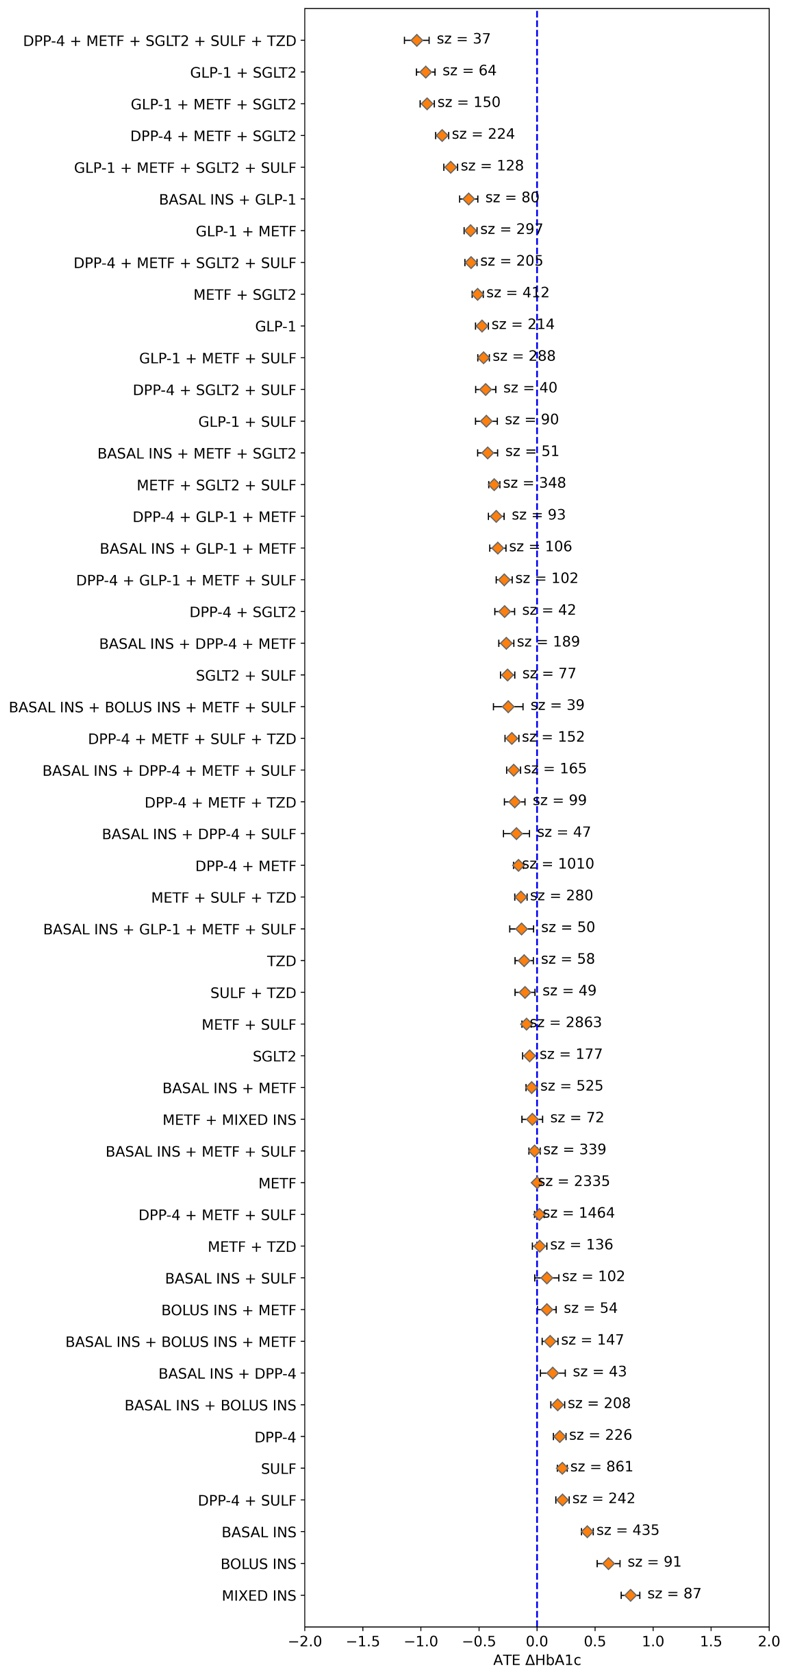 DPP-4 + METF + SGLT2 + SULF + TZD sz = 37
GLP-1 + SGLT2 sz = 64
GLP-1 + METF + SGLT2 sz = 150
DPP-4 + METF + SGLT2 sz = 224
GLP-1 + METF + SGLT2 + SULF sz = 128
BASAL INS + GLP-1 sz = 80
GLP-1 + METF sz = 297
DPP-4 + METF + SGLT2 + SULF sz = 205
METF + SGLT2 sz = 412
GLP-1 sz = 214
GLP-1 + METF + SULF sz = 288
DPP-4 + SGLT2 + SULF sz = 40
GLP-1 + SULF sz = 90
BASAL INS + METF + SGLT2 sz = 51
METF + SGLT2 + SULF sz = 348
DPP-4 + GLP-1 + METF sz = 93
BASAL INS + GLP-1 + METF sz = 106
DPP-4 + GLP-1 + METF + SULF sz = 102
DPP-4 + SGLT2 sz = 42
BASAL INS + DPP-4 + METF sz = 189
SGLT2 + SULF sz = 77
BASAL INS + BOLUS INS + METF + SULF sz = 39
DPP-4 + METF + SULF + TZD sz = 152
BASAL INS + DPP-4 + METF + SULF sz = 165
DPP-4 + METF + TZD sz = 99
BASAL INS + DPP-4 + SULF sz = 47
DPP-4 + METF sz = 1010
METF + SULF + TZD sz = 280
BASAL INS + GLP-1 + METF + SULF sz = 50
TZD sz = 58
SULF + TZD sz = 49
METF + SULF sz = 2863
SGLT2 sz = 177
BASAL INS + METF sz = 525
METF + MIXED INS sz = 72
BASAL INS + METF + SULF sz = 339
METF sz = 2335
DPP-4 + METF + SULF sz = 1464
METF + TZD sz = 136
BASAL INS + SULF sz = 102
BOLUS INS + METF sz = 54
BASAL INS + BOLUS INS + METF sz = 147
BASAL INS + DPP-4 sz = 43
BASAL INS + BOLUS INS sz = 208
DPP-4 sz = 226
SULF sz = 861
DPP-4 + SULF sz = 242
BASAL INS sz = 435
BOLUS INS sz = 91
MIXED INS sz = 87
−2.0 −1.5 −1.0 −0.5 0.0 0.5 1.0 1.5 2.0
ATE ΔHbA1c